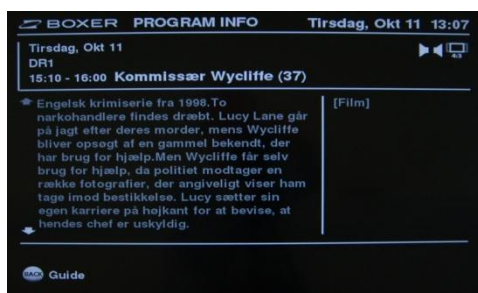 BOXER PROGRAM INFO Tirsdag, Okt 11 13:07
Tirsdag, Okt 11
DR1
15:10 - 16:00 Kommissær Wycliffe (37)
4:3
Engelsk krimiserie fra 1998.To
narkohandlere findes dræbt. Lucy Lane går
på jagt efter deres morder, mens Wycliffe
bliver opsøgt af en gammel bekendt, der
har brug for hjælp.Men Wycliffe får selv
brug for hjælp, da politiet modtager en
række fotografier, der angiveligt viser ham
tage imod bestikkelse. Lucy sætter sin
egen karriere på højkant for at bevise, at
hendes chef er uskyldig.
[Film]
BACK Guide